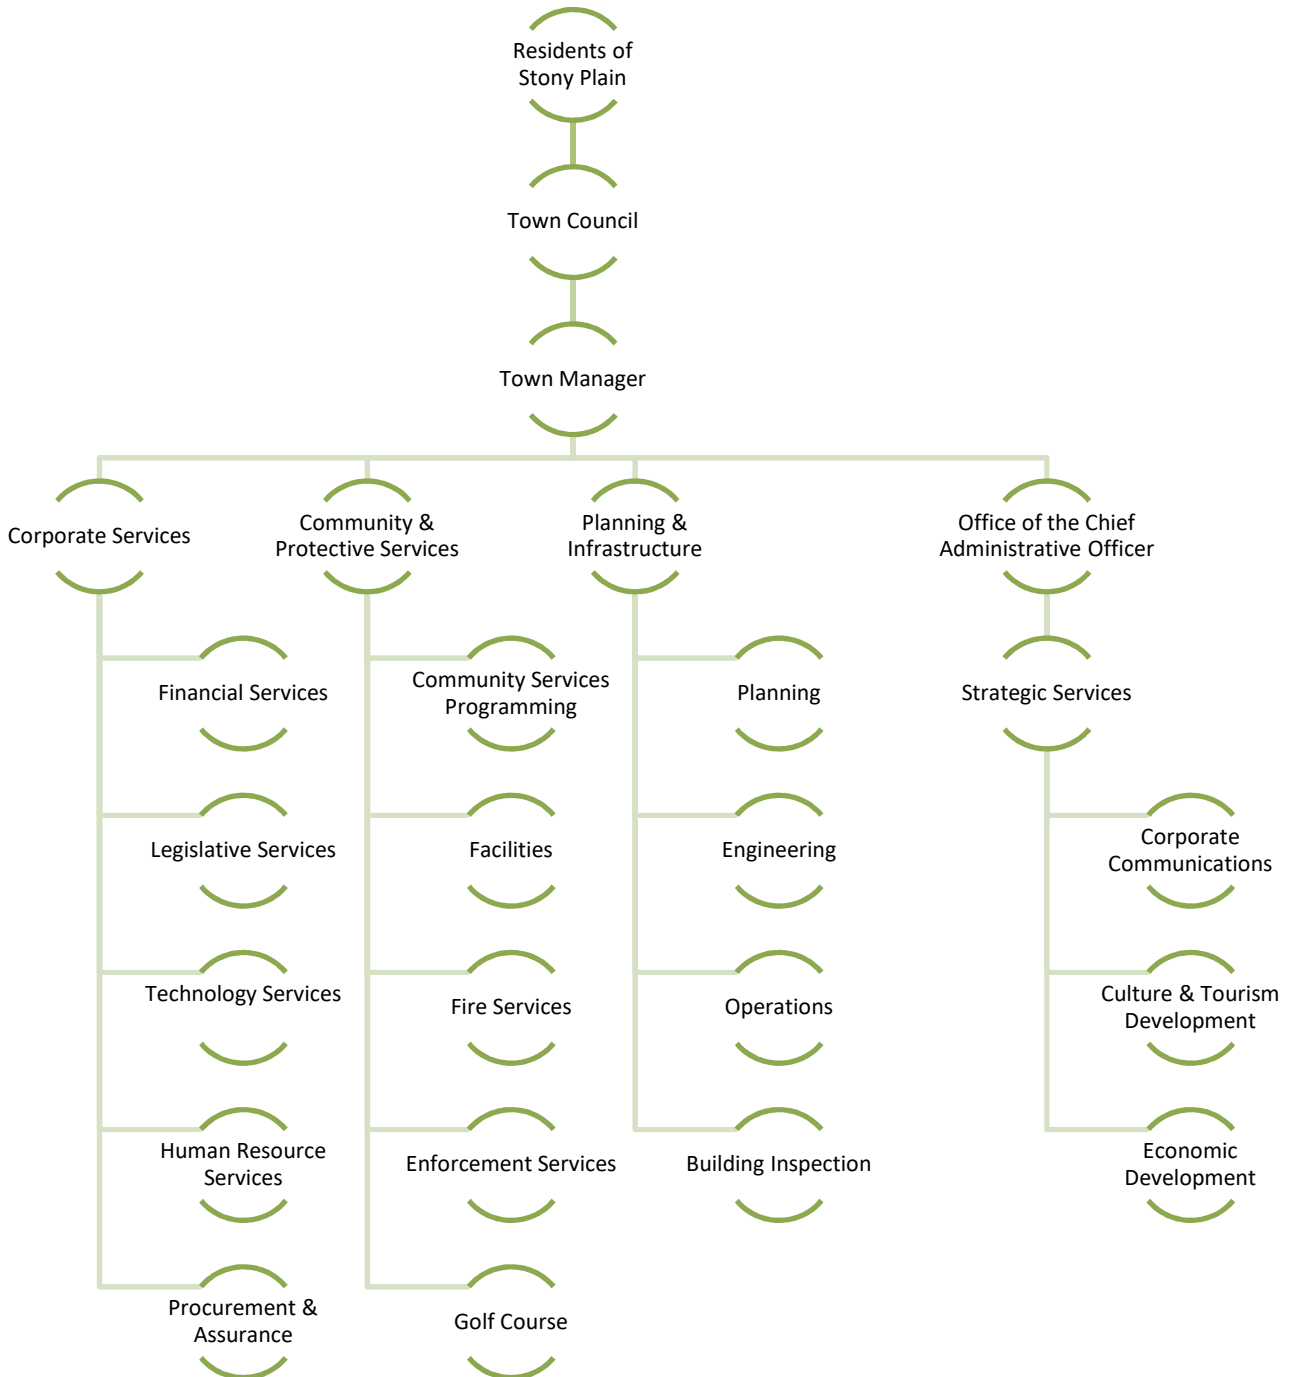 Residents of
Stony Plain
Town Council
Town Manager
Corporate Services
Community &
Protective Services
Planning &
Infrastructure
Office of the Chief
Administrative Officer
Financial Services
Community Services
Programming
Planning
Strategic Services
Legislative Services
Facilities
Engineering
Corporate
Communications
Technology Services
Fire Services
Operations
Culture & Tourism
Development
Human Resource
Services
Enforcement Services
Building Inspection
Economic
Development
Procurement &
Assurance
Golf Course